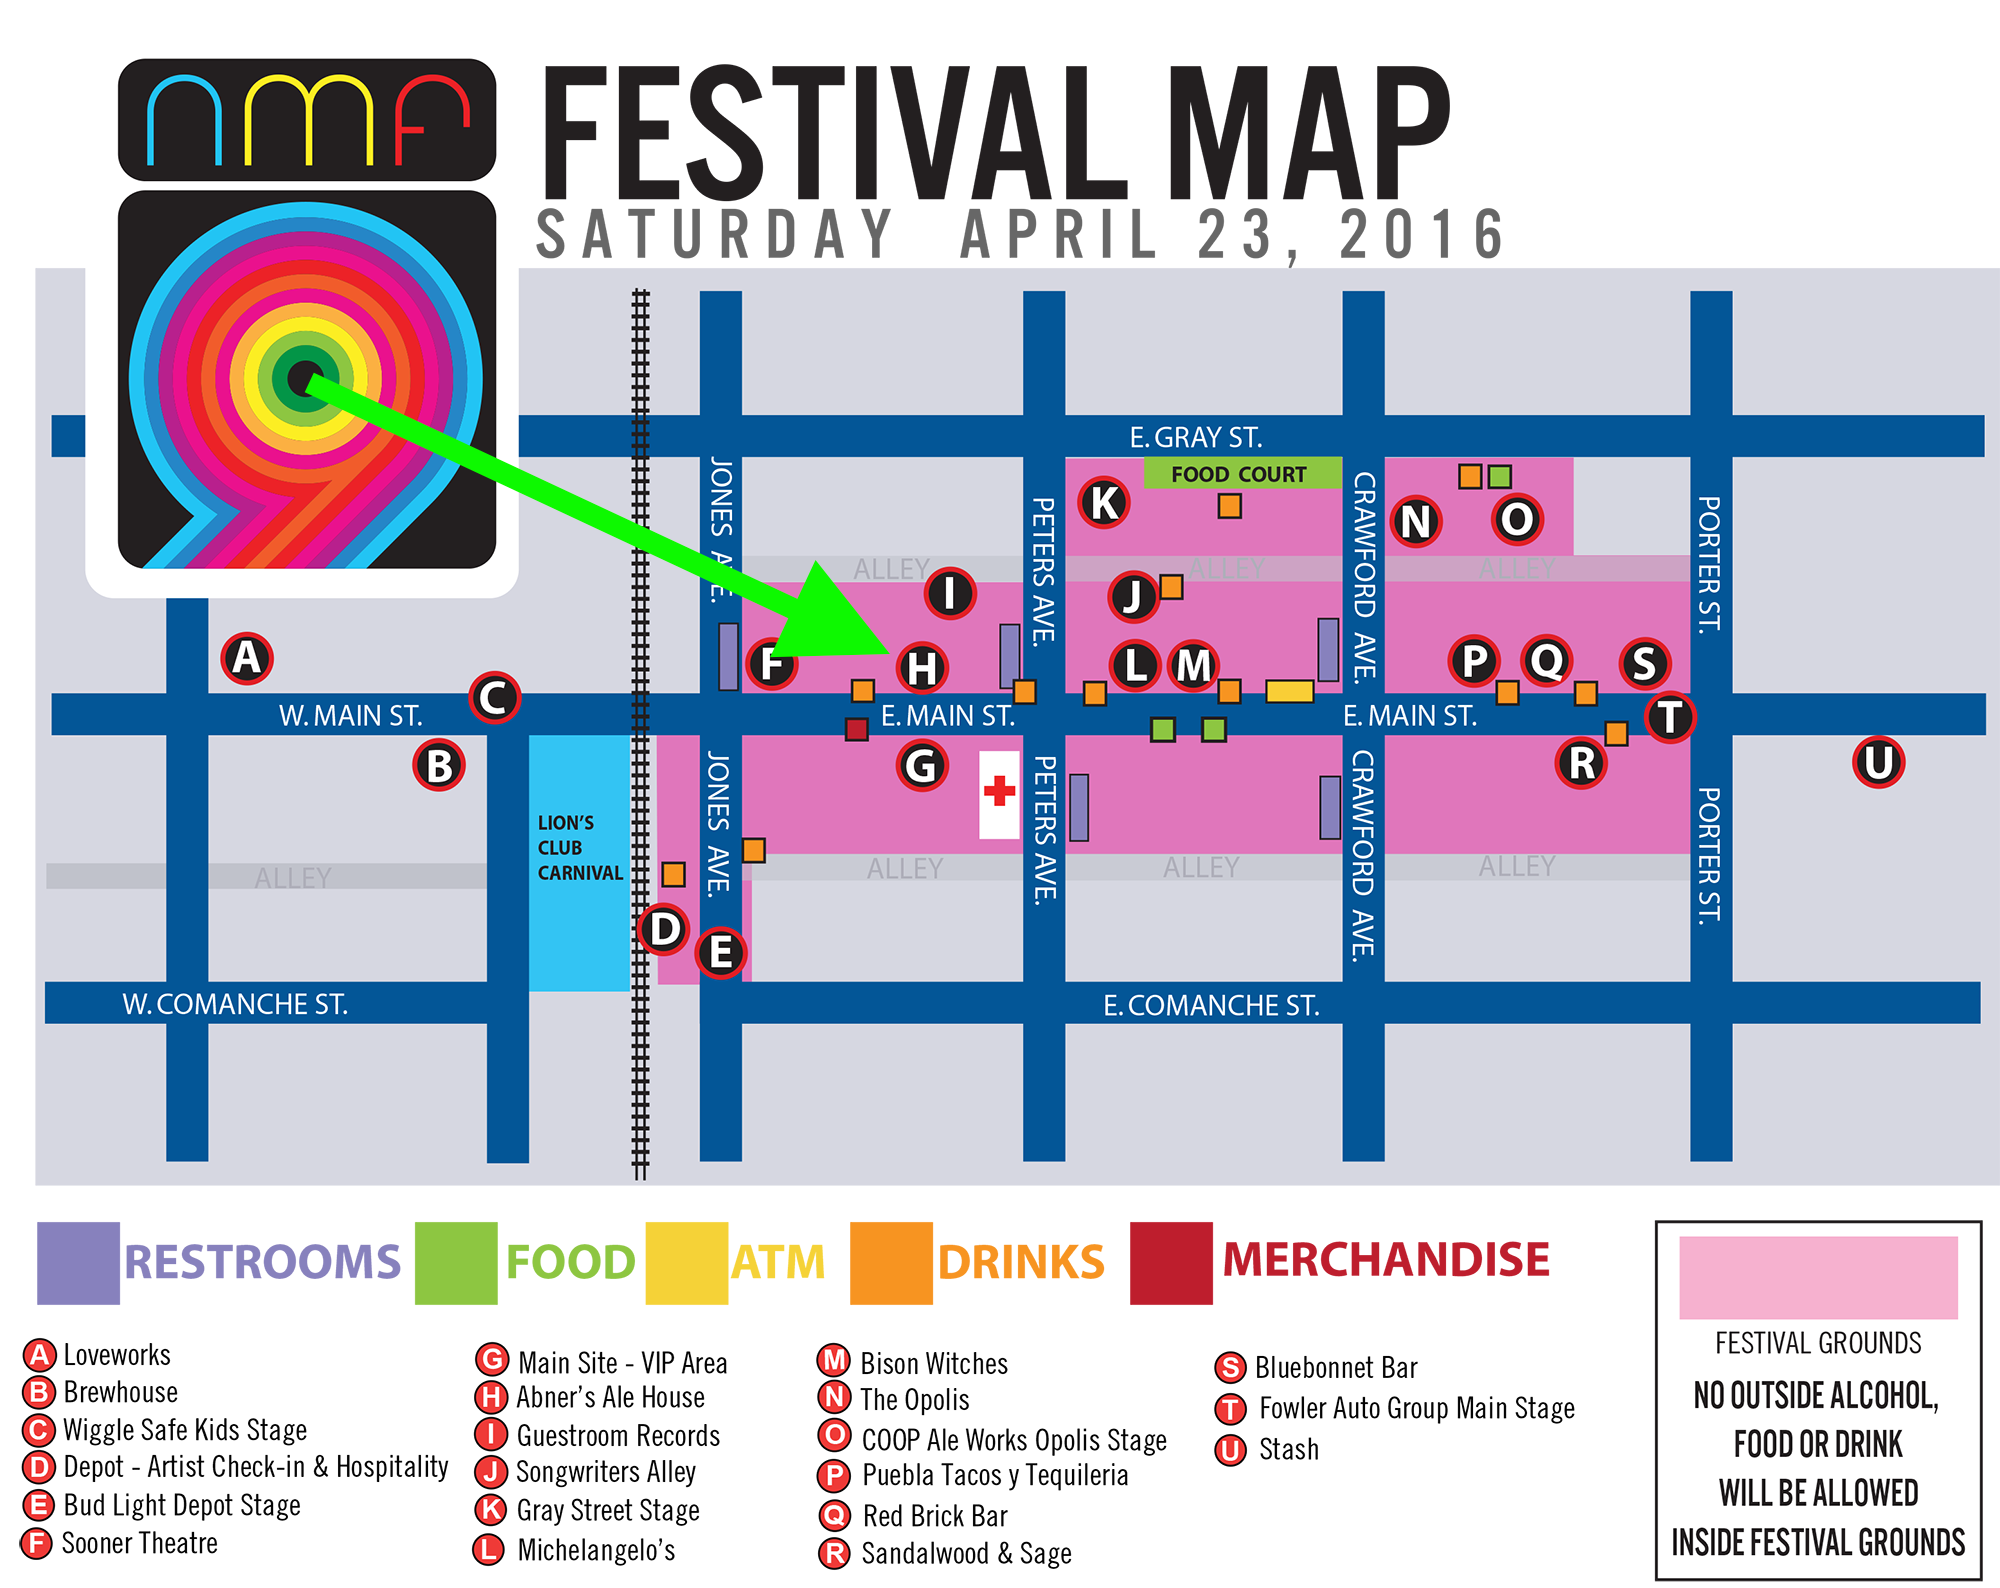 nmf
FESTIVAL MAP
SATURDAY APRIL 23, 2016
E. GRAY ST.
FOOD COURT
K
N
O
JONES AVE.
PETERS AVE.
CRAWFORD AVE.
PORTER ST.
ALLEY
ALLEY
ALLEY
I
J
A
F
H
L
M
P
Q
S
C
W. MAIN ST.
E. MAIN ST.
E. MAIN ST.
T
B
G
R
U
JONES AVE.
PETERS AVE.
CRAWFORD AVE.
PORTER ST.
LION'S
CLUB
CARNIVAL
ALLEY
ALLEY
ALLEY
ALLEY
D
E
W. COMANCHE ST.
E. COMANCHE ST.
RESTROOMS
FOOD
ATM
DRINKS
MERCHANDISE
A Loveworks
B Brewhouse
C Wiggle Safe Kids Stage
D Depot - Artist Check-in & Hospitality
E Bud Light Depot Stage
F Sooner Theatre
G Main Site - VIP Area
H Abner's Ale House
I Guestroom Records
J Songwriters Alley
K Gray Street Stage
L Michelangelo's
M Bison Witches
N The Opolis
O COOP Ale Works Opolis Stage
P Puebla Tacos y Tequileria
Q Red Brick Bar
R Sandalwood & Sage
S Bluebonnet Bar
T Fowler Auto Group Main Stage
U Stash
FESTIVAL GROUNDS
NO OUTSIDE ALCOHOL,
FOOD OR DRINK
WILL BE ALLOWED
INSIDE FESTIVAL GROUNDS